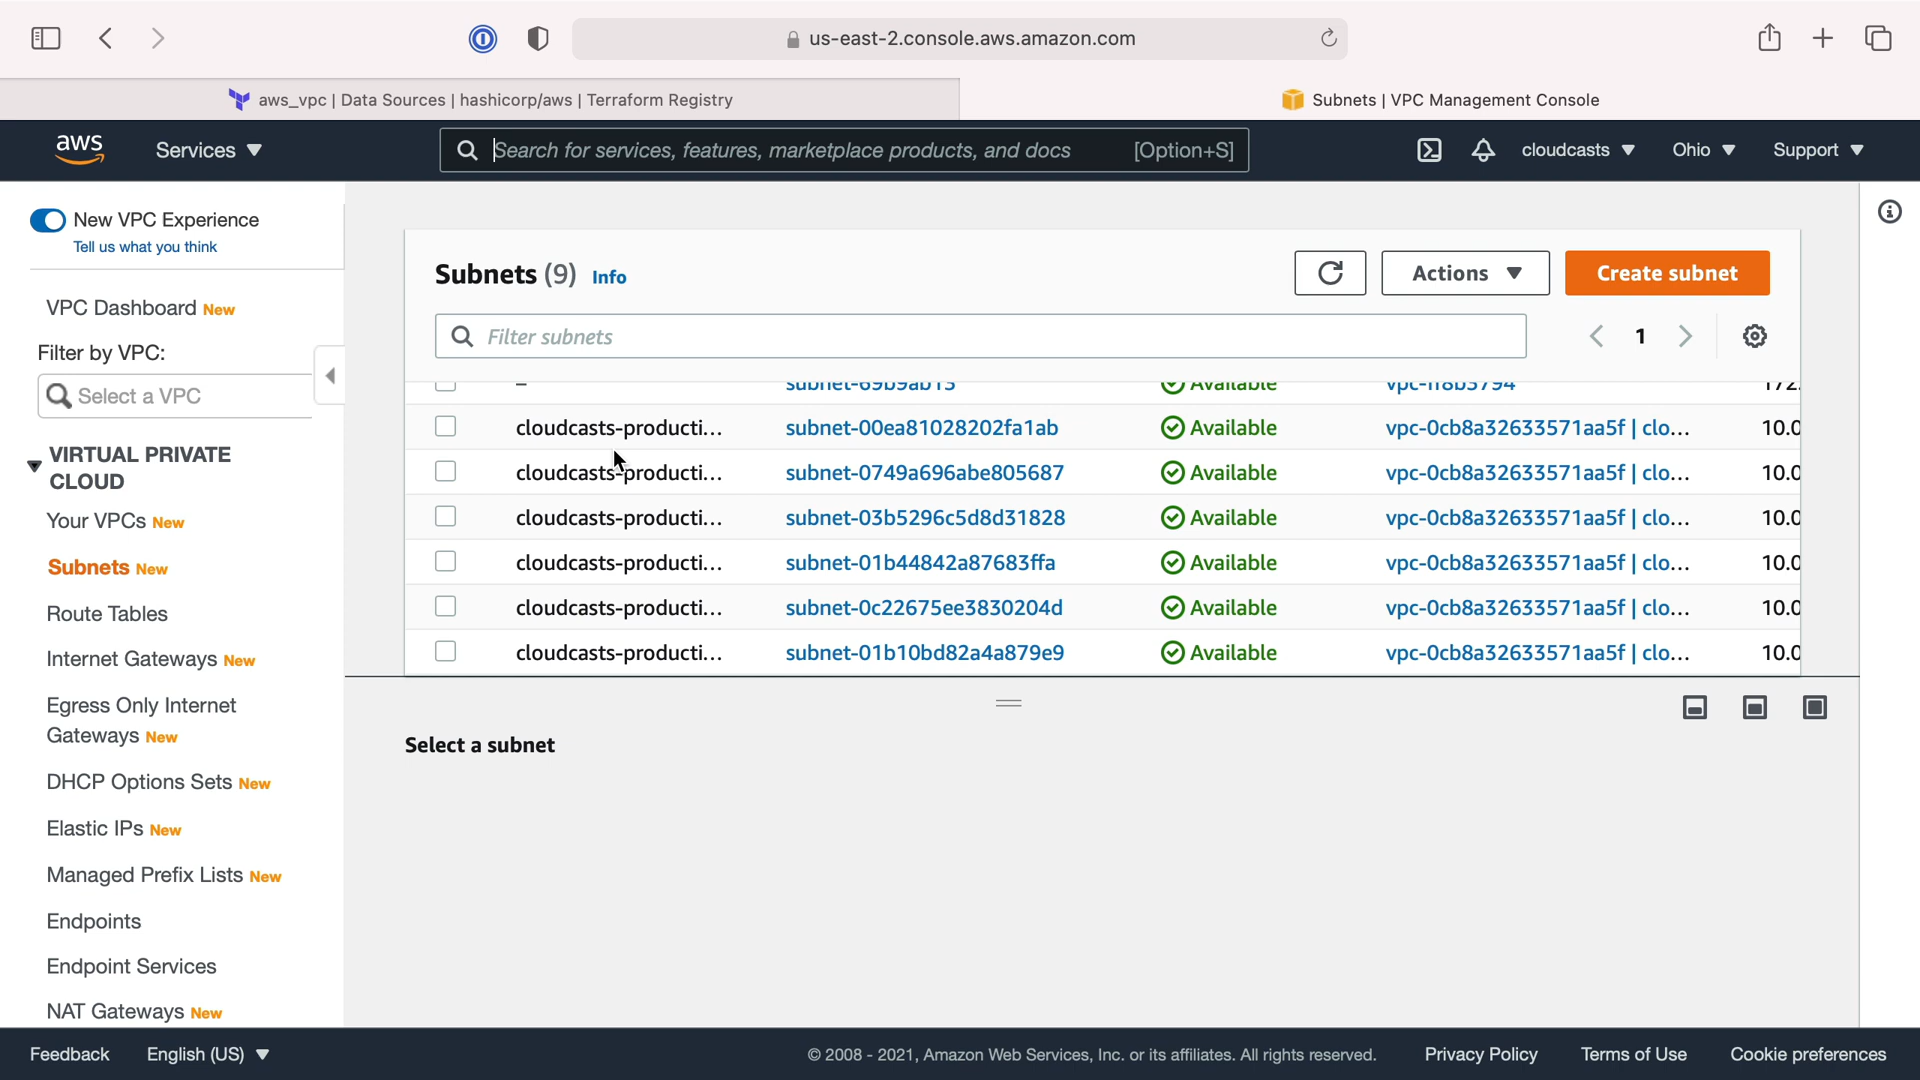 us-east-2.console.aws.amazon.com
aws_vpc | Data Sources | hashicorp/aws | Terraform Registry
Subnets | VPC Management Console
aws
Services
Search for services, features, marketplace products, and docs [Option+S]
cloudcasts
Ohio
Support
New VPC Experience
Tell us what you think
VPC Dashboard New
Filter by VPC:
Select a VPC
VIRTUAL PRIVATE
CLOUD
Your VPCs New
Subnets New
Route Tables
Internet Gateways New
Egress Only Internet
Gateways New
DHCP Options Sets New
Elastic IPs New
Managed Prefix Lists New
Endpoints
Endpoint Services
NAT Gateways New
Subnets (9) Info
Actions
Create subnet
Filter subnets
1
– subnet-69b9ab13 Available 172.
cloudcasts-producti... subnet-00ea81028202fa1ab Available vpc-0cb8a32633571aa5f | clo... 10.0
cloudcasts-producti... subnet-0749a696abe805687 Available vpc-0cb8a32633571aa5f | clo... 10.0
cloudcasts-producti... subnet-03b5296c5d8d31828 Available vpc-0cb8a32633571aa5f | clo... 10.0
cloudcasts-producti... subnet-01b44842a87683ffa Available vpc-0cb8a32633571aa5f | clo... 10.0
cloudcasts-producti... subnet-0c22675ee3830204d Available vpc-0cb8a32633571aa5f | clo... 10.0
cloudcasts-producti... subnet-01b10bd82a4a879e9 Available vpc-0cb8a32633571aa5f | clo... 10.0
Select a subnet
Feedback
English (US)
© 2008 - 2021, Amazon Web Services, Inc. or its affiliates. All rights reserved.
Privacy Policy
Terms of Use
Cookie preferences